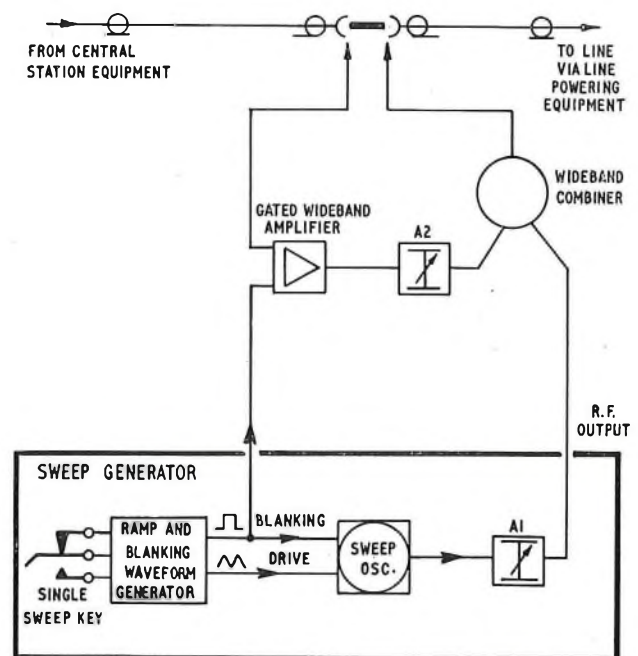 FROM CENTRAL
STATION EQUIPMENT
TO LINE
VIA LINE
POWERING
EQUIPMENT
WIDEBAND
COMBINER
GATED WIDEBAND
AMPLIFIER
A2
R.F.
OUTPUT
SWEEP GENERATOR
RAMP AND
BLANKING
WAVEFORM
GENERATOR
BLANKING
DRIVE
SWEEP
OSC.
A1
SINGLE
SWEEP KEY